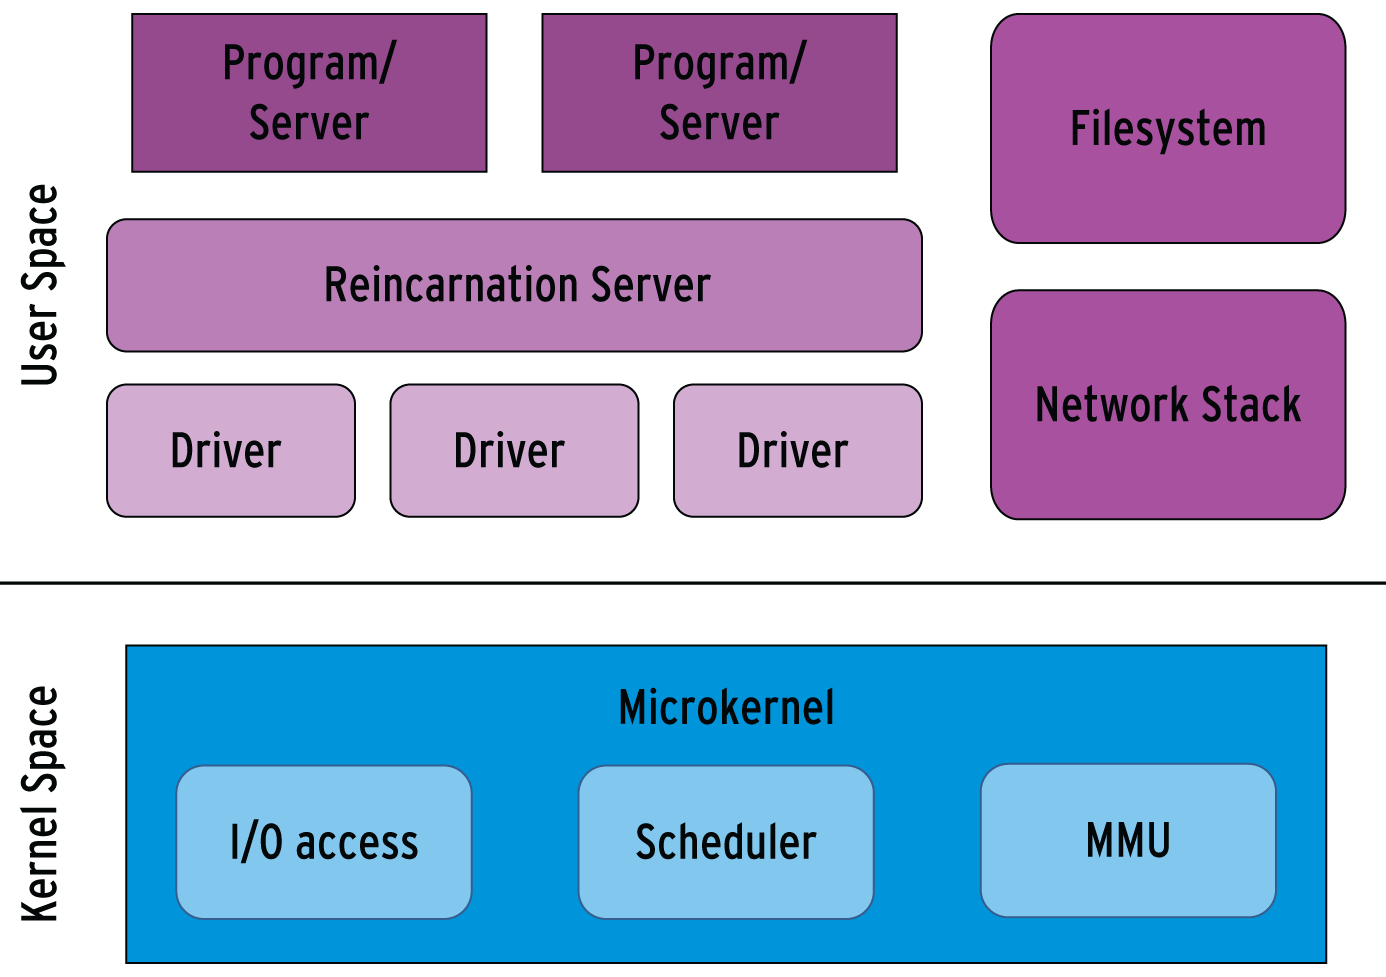 User Space
Program/
Server
Program/
Server
Filesystem
Reincarnation Server
Network Stack
Driver
Driver
Driver
Kernel Space
Microkernel
I/O access
Scheduler
MMU